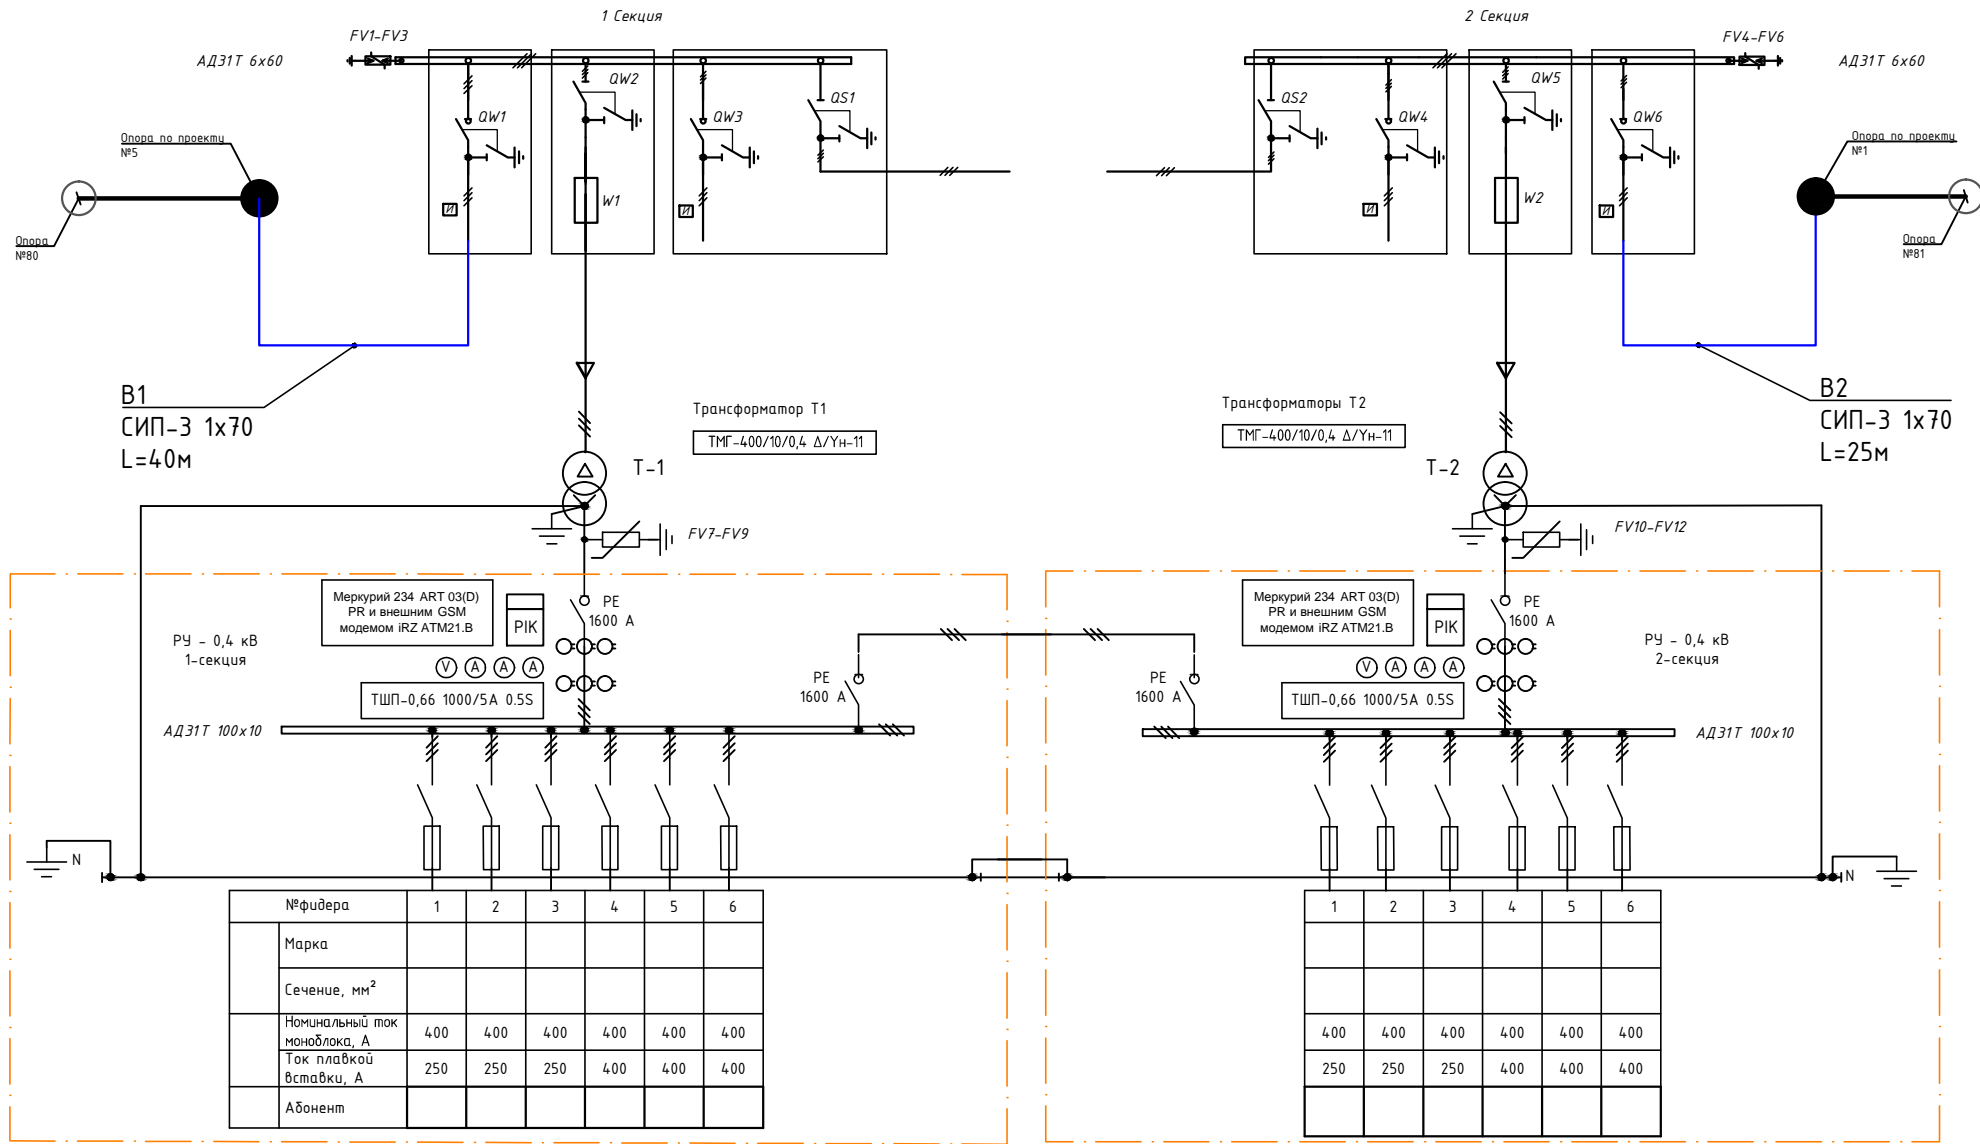 1 Секция
2 Секция
FV1-FV3
FV4-FV6
АД31Т 6х60
АД31Т 6х60
QW1
QW2
QW3
QS1
QS2
QW4
QW5
QW6
Опора по проекту
№5
Опора по проекту
№1
W1
W2
И
И
И
И
Опора
№80
Опора
№81
В1
СИП-3 1х70
L=40м
В2
СИП-3 1х70
L=25м
Трансформатор Т1
ТМГ-400/10/0,4 Δ/Yн-11
Трансформаторы Т2
ТМГ-400/10/0,4 Δ/Yн-11
Т-1
Т-2
FV7-FV9
FV10-FV12
Меркурий 234 ART 03(D)
PR и внешним GSM
модемом iRZ ATM21.B
PIK
РЕ
1600 А
РУ - 0,4 кВ
1-секция
V A A A
ТШП-0,66 1000/5А 0.5S
РЕ
1600 А
АД31Т 100х10
Меркурий 234 ART 03(D)
PR и внешним GSM
модемом iRZ ATM21.B
PIK
РЕ
1600 А
РУ - 0,4 кВ
2-секция
V A A A
ТШП-0,66 1000/5А 0.5S
РЕ
1600 А
АД31Т 100х10
N
N
№фидера 1 2 3 4 5 6
Марка
Сечение, мм²
Номинальный ток
моноблока, А 400 400 400 400 400 400
Ток плавкой
вставки, А 250 250 250 400 400 400
Абонент
1 2 3 4 5 6
400 400 400 400 400 400
250 250 250 400 400 400